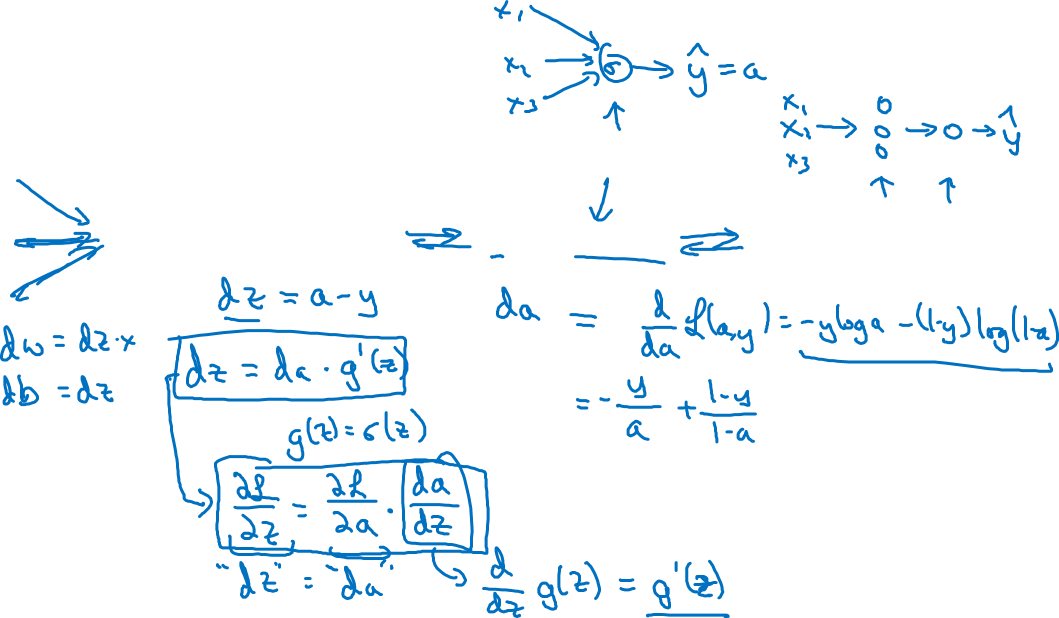 x₁
x₂ σ → ŷ = a
x₃
x₁
x₂ → → → ŷ
x₃
dz = a - y
da = d/da ℒ(a,y) = -y log a - (1-y) log(1-a)
dw = dz · x
dz = da · g'(z)
db = dz
= - y/a + (1-y)/(1-a)
g(z) = σ(z)
∂ℒ/∂z = ∂ℒ/∂a · da/dz
"dz" = "da"
d/dz g(z) = g'(z)